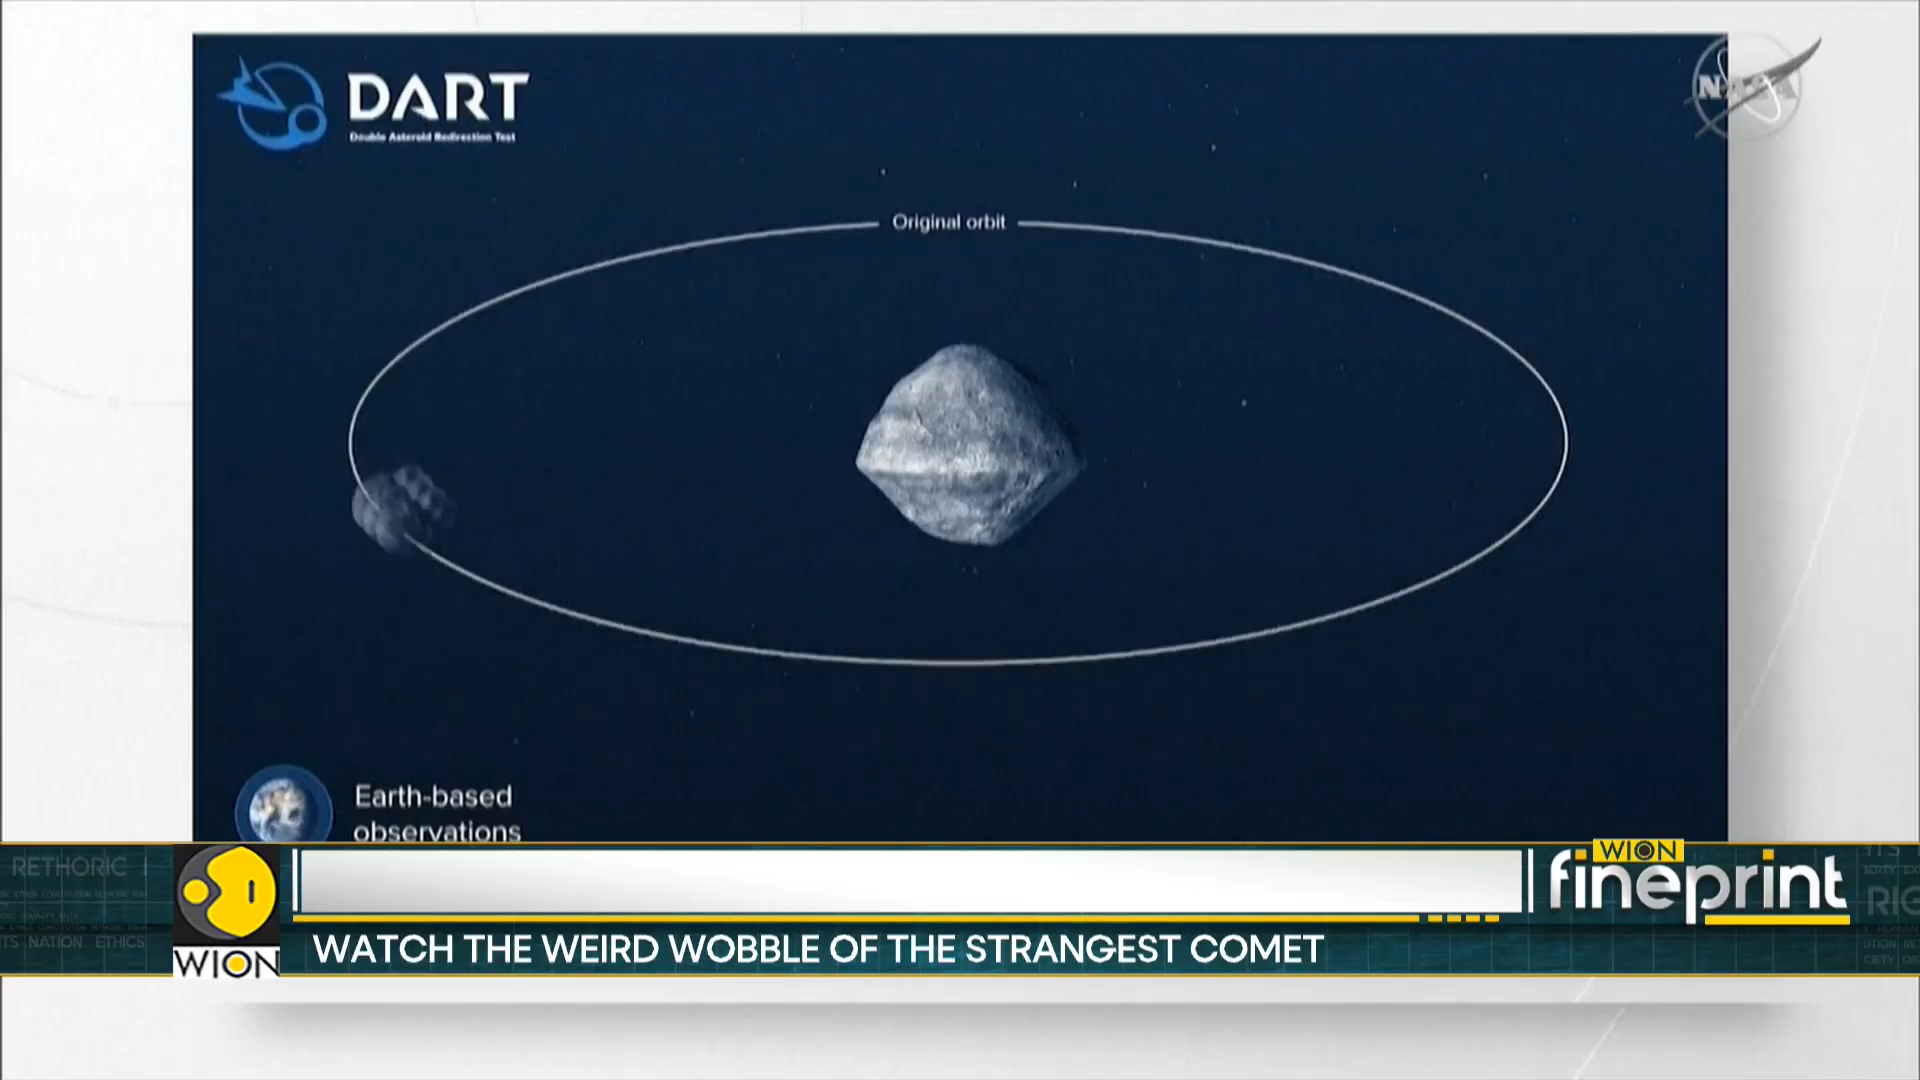 DART
Double Asteroid Redirection Test
NASA
Original orbit
Earth-based
observations
RETHORIC
WION
fineprint
WATCH THE WEIRD WOBBLE OF THE STRANGEST COMET
NATION ETHICS
WION